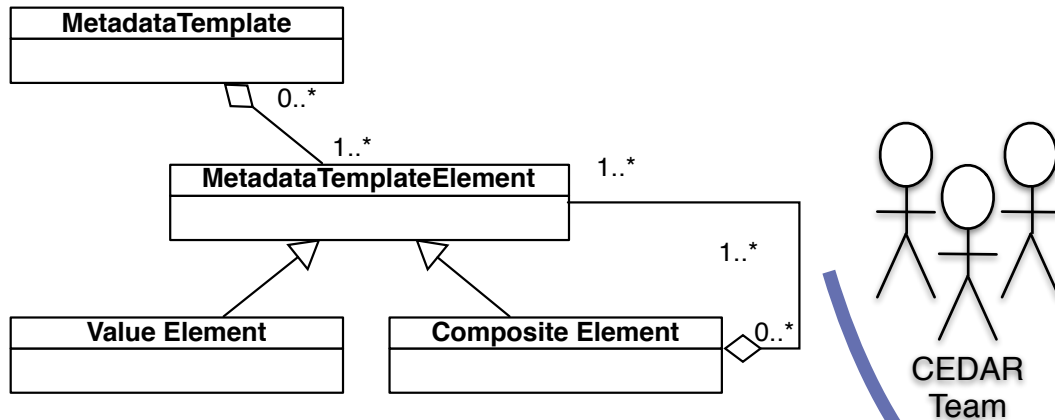 MetadataTemplate
0..*
1..*
MetadataTemplateElement
1..*
1..*
Value Element
Composite Element
0..*
CEDAR
Team